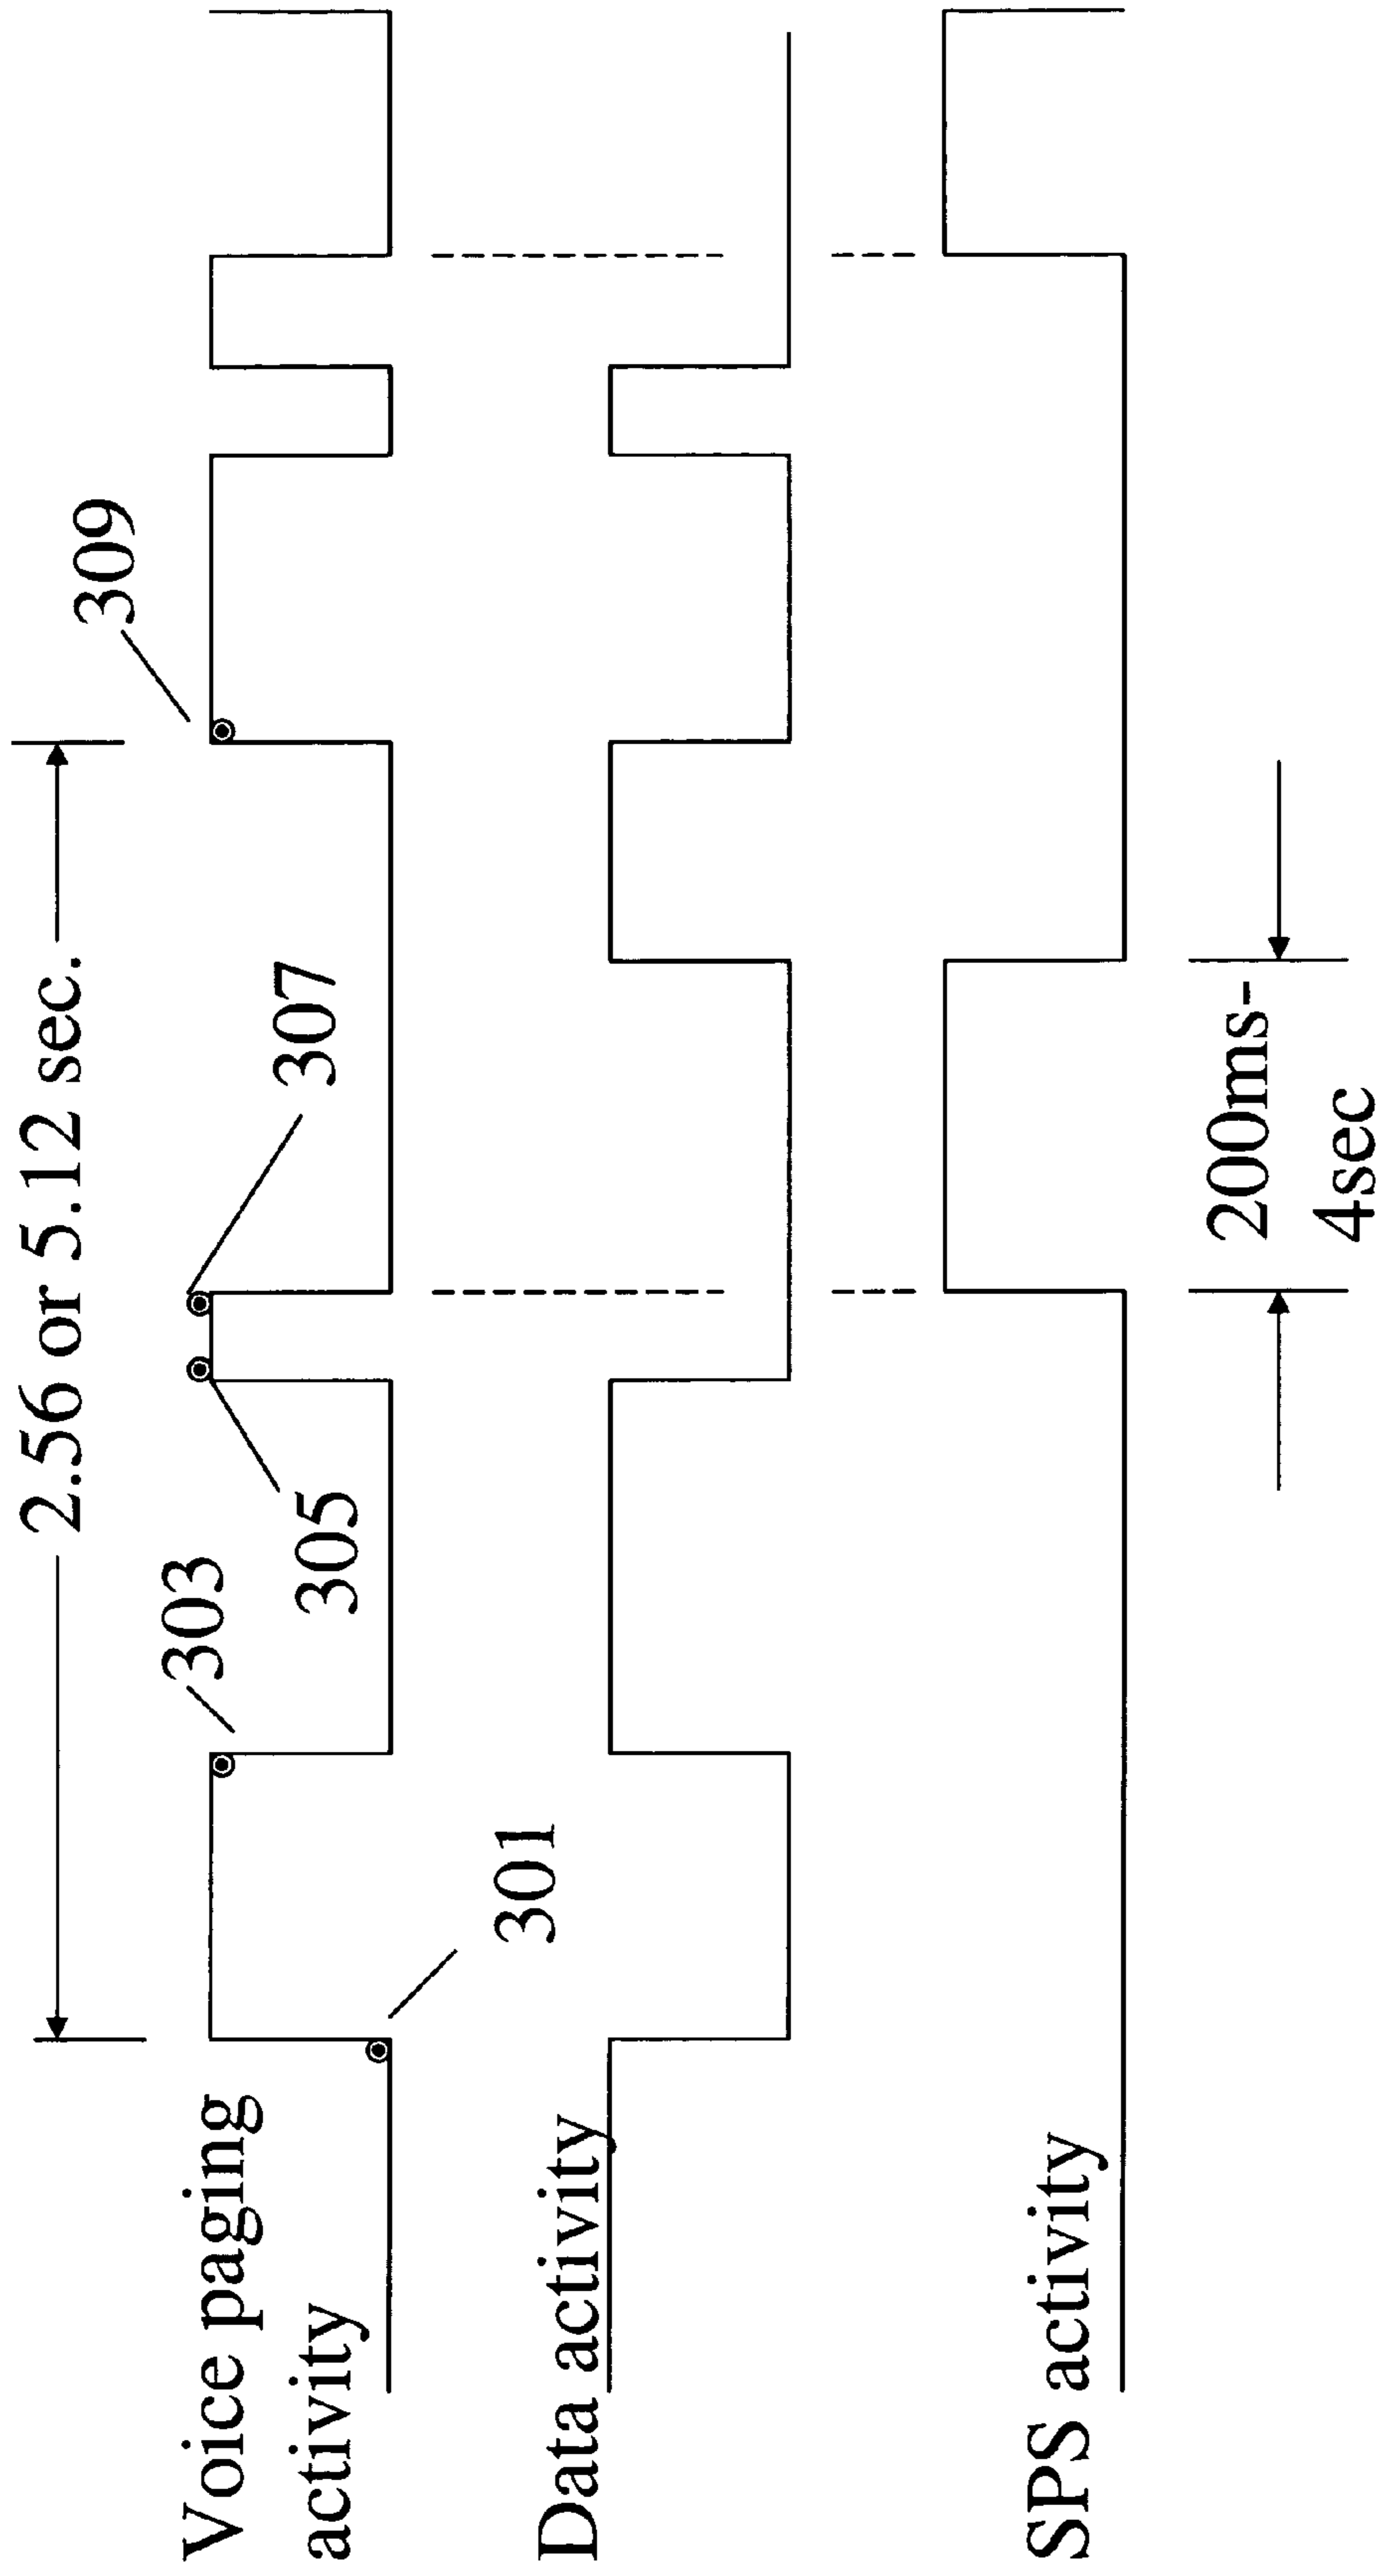 2.56 or 5.12 sec.
309
307
303
305
301
Voice paging
activity
Data activity
SPS activity
200ms-
4sec